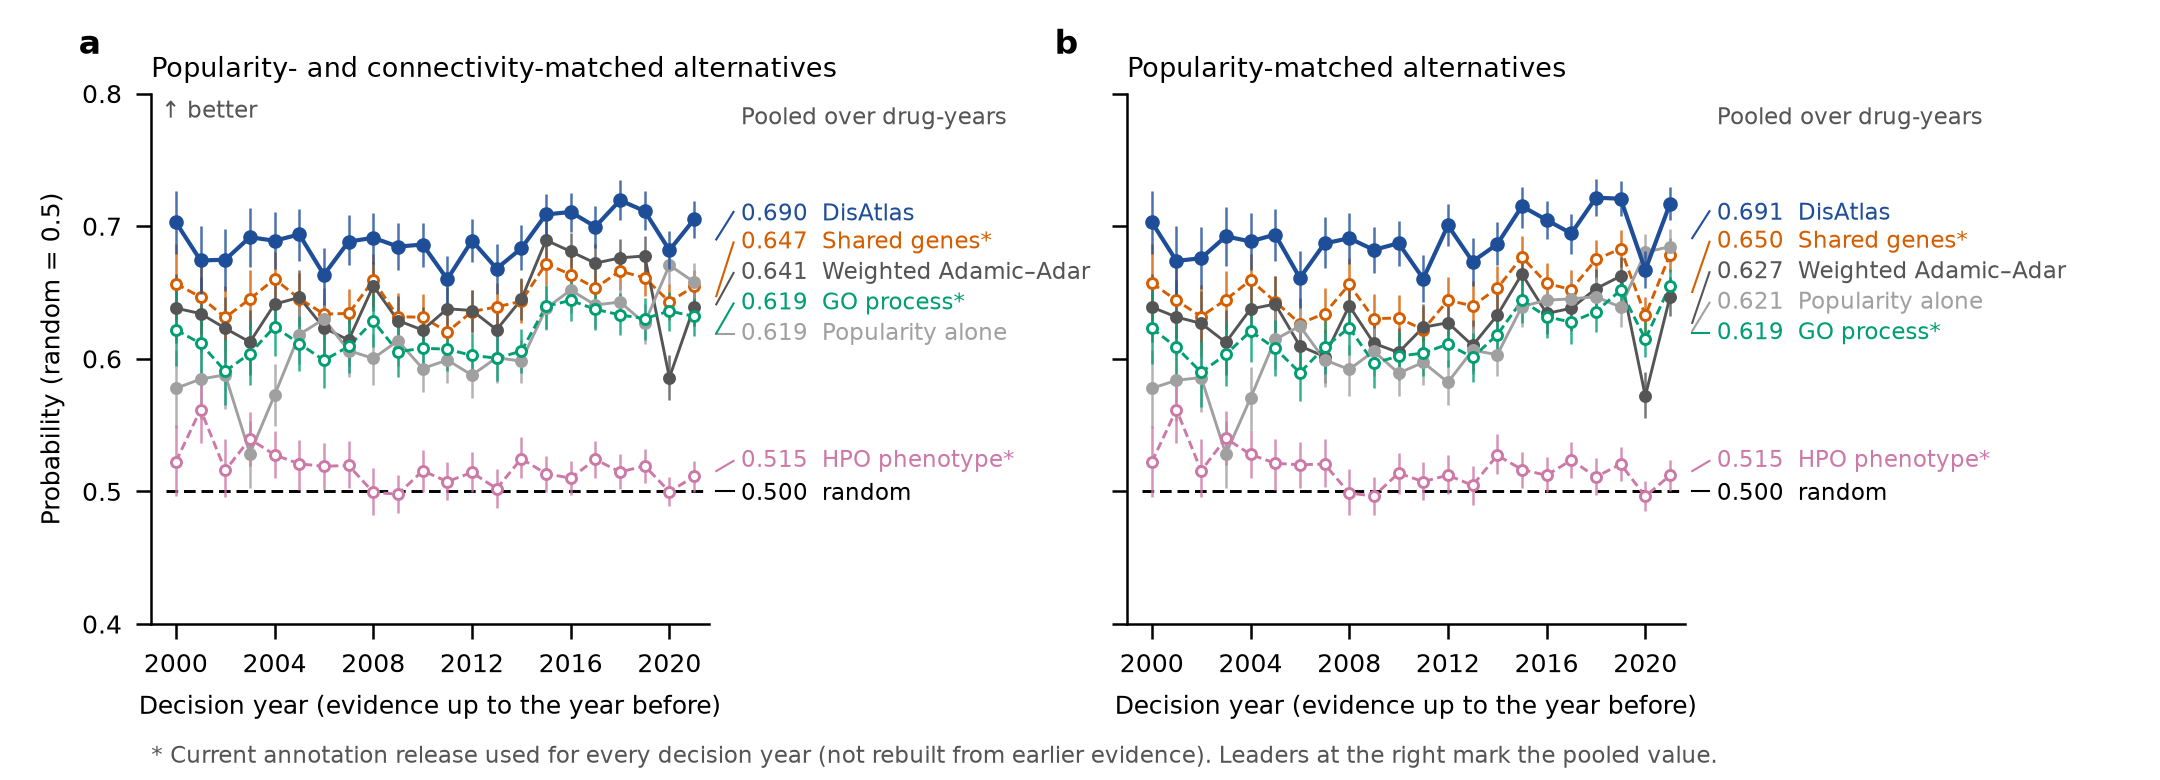 a
Popularity- and connectivity-matched alternatives
↑ better
Pooled over drug-years
Probability (random = 0.5)
0.8
0.7
0.6
0.5
0.4
0.690 DisAtlas
0.647 Shared genes*
0.641 Weighted Adamic–Adar
0.619 GO process*
0.619 Popularity alone
0.515 HPO phenotype*
0.500 random
2000 2004 2008 2012 2016 2020
Decision year (evidence up to the year before)
b
Popularity-matched alternatives
Pooled over drug-years
0.691 DisAtlas
0.650 Shared genes*
0.627 Weighted Adamic–Adar
0.621 Popularity alone
0.619 GO process*
0.515 HPO phenotype*
0.500 random
2000 2004 2008 2012 2016 2020
Decision year (evidence up to the year before)
* Current annotation release used for every decision year (not rebuilt from earlier evidence). Leaders at the right mark the pooled value.